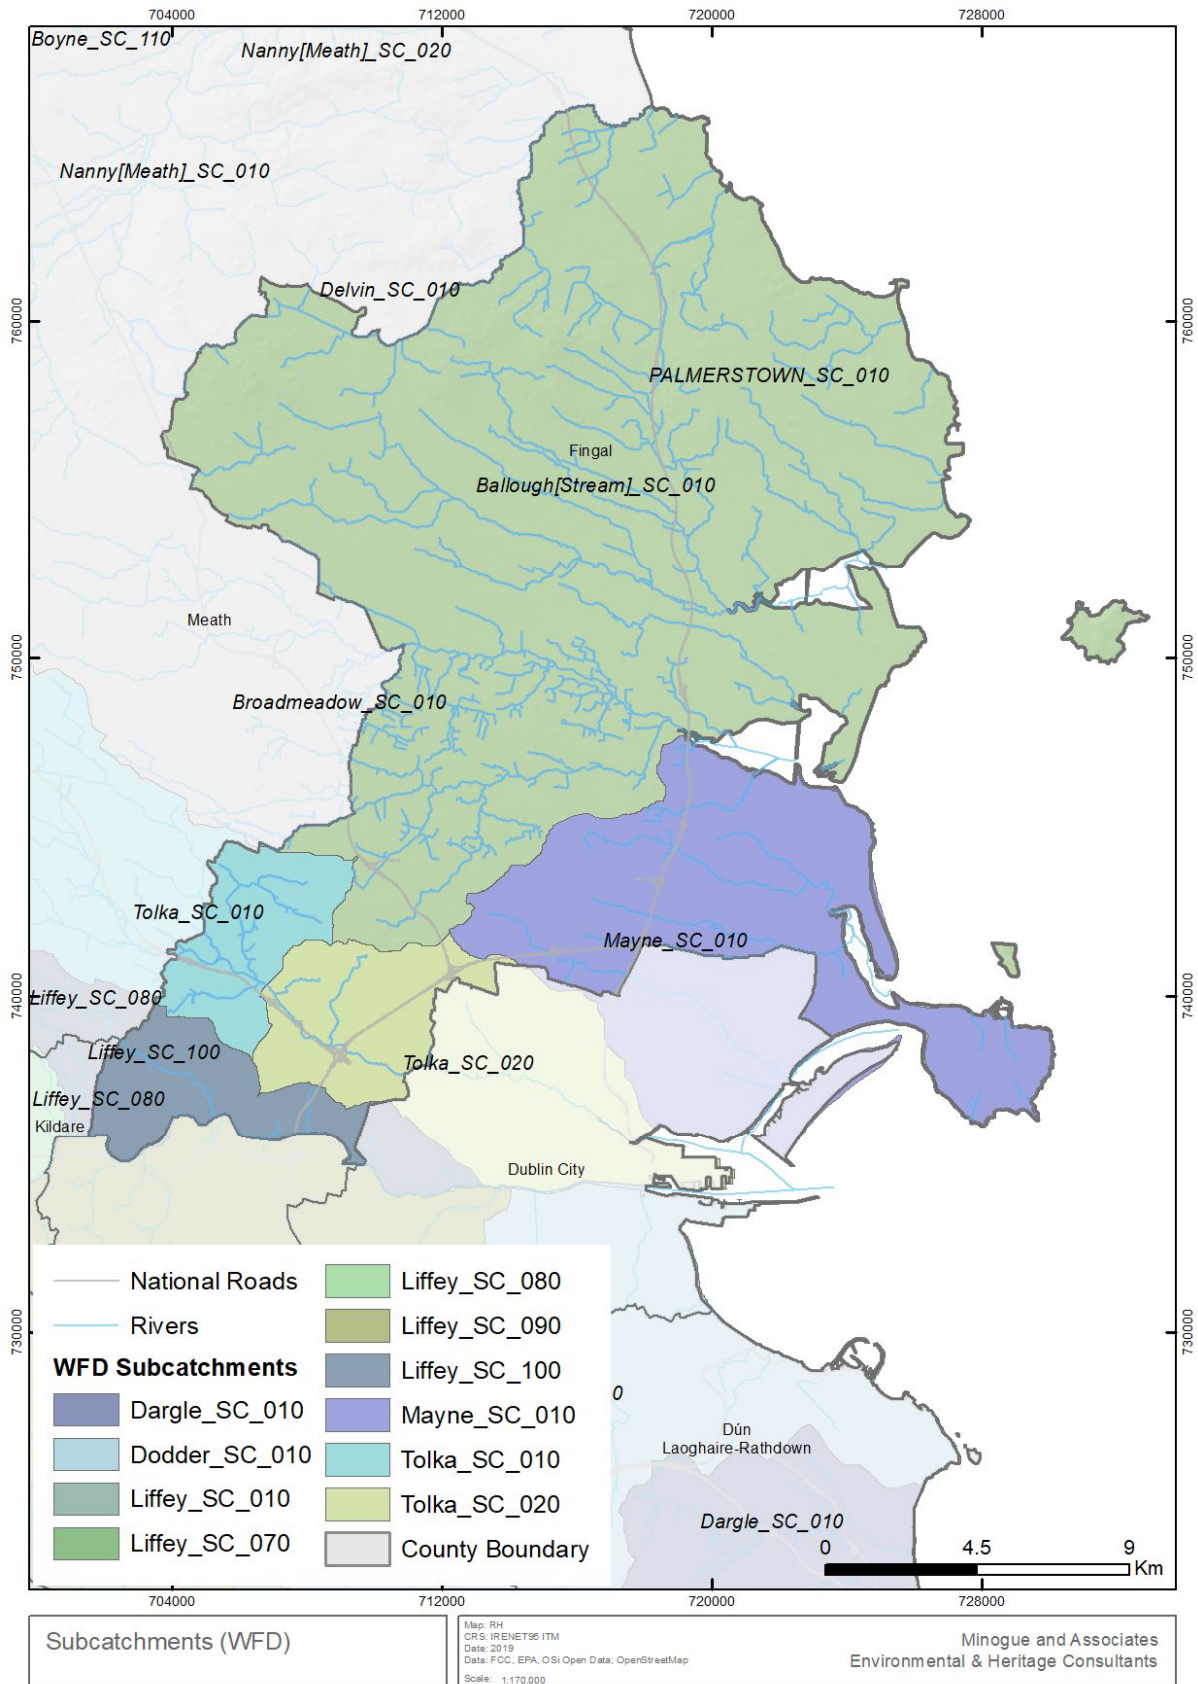 704000
712000
720000
728000
Boyne_SC_110
Nanny[Meath]_SC_020
Nanny[Meath]_SC_010
Delvin_SC_010
760000
760000
PALMERSTOWN_SC_010
Fingal
Ballough[Stream]_SC_010
Meath
750000
750000
Broadmeadow_SC_010
Tolka_SC_010
Mayne_SC_010
740000
740000
Liffey_SC_080
Liffey_SC_100
Tolka_SC_020
Liffey_SC_080
Kildare
Dublin City
National Roads
Rivers
WFD Subcatchments
Dargle_SC_010
Dodder_SC_010
Liffey_SC_010
Liffey_SC_070
Liffey_SC_080
Liffey_SC_090
Liffey_SC_100
Mayne_SC_010
Tolka_SC_010
Tolka_SC_020
County Boundary
730000
730000
0
Dún
Laoghaire-Rathdown
Dargle_SC_010
0 4.5 9
Km
704000
712000
720000
728000
Subcatchments (WFD)
Map: RH
CRS: IRENET95 ITM
Date: 2019
Data: FCC, EPA, OSi Open Data; OpenStreetMap
Scale: 1:170,000
Minogue and Associates
Environmental & Heritage Consultants